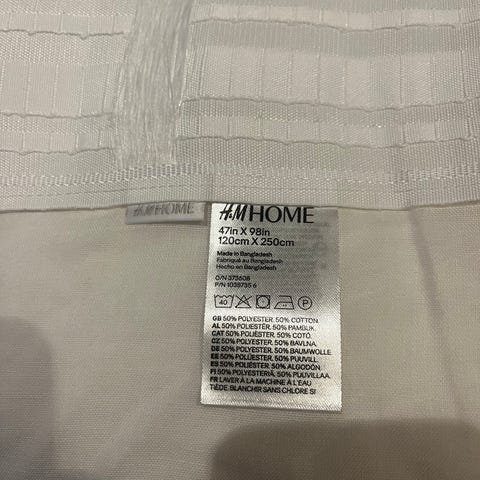 H&M HOME
H&M HOME
47in X 98in
120cm X 250cm
Made in Bangladesh
Fabriqué au Bangladesh
Hecho en Bangladesh
O/N 373608
P/N 1038735 6
40
P
GB 50% POLYESTER. 50% COTTON.
AL 50% POLIESTËR. 50% PAMBUK.
CAT 50% POLIÈSTER. 50% COTÓ.
CZ 50% POLYESTER. 50% BAVLNA.
DE 50% POLYESTER. 50% BAUMWOLLE.
EE 50% POLÜESTER. 50% PUUVILL.
ES 50% POLIÉSTER. 50% ALGODÓN.
FI 50% POLYESTERIÄ. 50% PUUVILLAA.
FR LAVER À LA MACHINE À L'EAU
TIÈDE. BLANCHIR SANS CHLORE SI